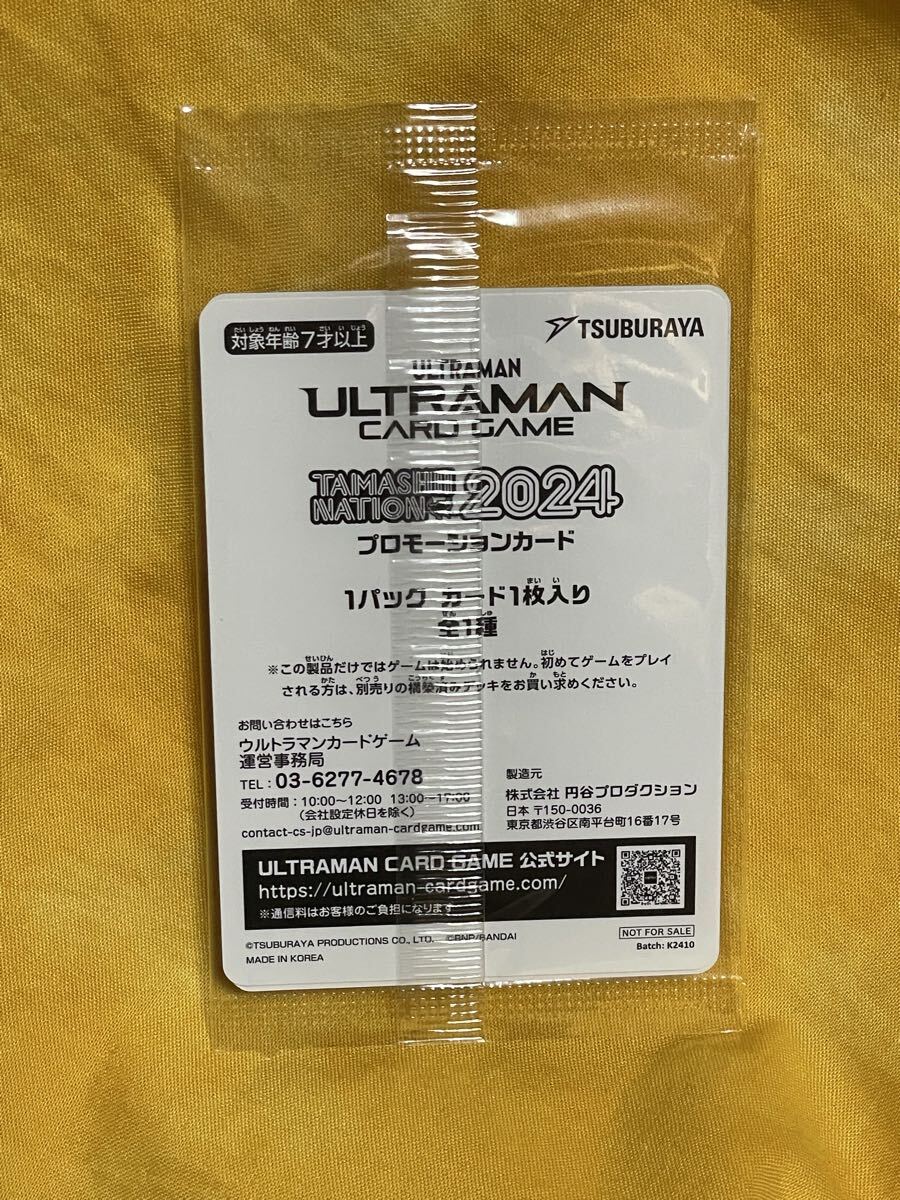 対象年齢7才以上
TSUBURAYA
ULTRAMAN
ULTRAMAN
CARD GAME
TAMASHII
NATION 2024
プロモーションカード
1パック カード1枚入り
全1種
※この製品だけではゲームは始められません。初めてゲームをプレイ
される方は、別売りの構築済みデッキをお買い求めください。
お問い合わせはこちら
ウルトラマンカードゲーム
運営事務局
TEL : 03-6277-4678
受付時間 : 10:00〜12:00 13:00〜17:00
(会社設定休日を除く)
contact-cs-jp@ultraman-cardgame.com
製造元
株式会社 円谷プロダクション
日本 〒150-0036
東京都渋谷区南平台町16番17号
ULTRAMAN CARD GAME 公式サイト
https://ultraman-cardgame.com/
※通信料はお客様のご負担になります
©TSUBURAYA PRODUCTIONS CO., LTD. ©BNP/BANDAI
MADE IN KOREA
NOT FOR SALE
Batch: K2410